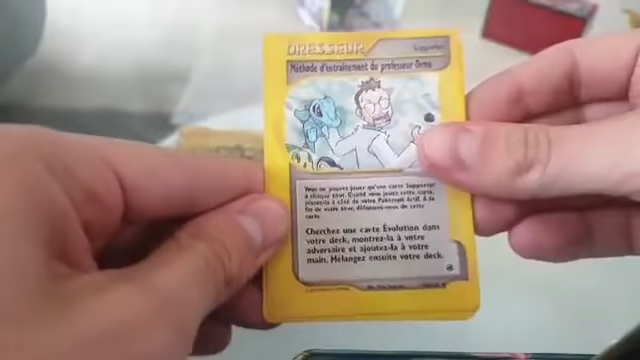 DRESSEUR Supporter
Méthode d'entraînement du professeur Orme
Vous ne pouvez jouer qu'une carte Supporter
à chaque tour. Quand vous jouez cette carte,
placez-la à côté de votre Pokémon Actif. À la
fin de votre tour, défaussez-vous de cette
carte.
Cherchez une carte Évolution dans
votre deck, montrez-la à votre
adversaire et ajoutez-la à votre
main. Mélangez ensuite votre deck.